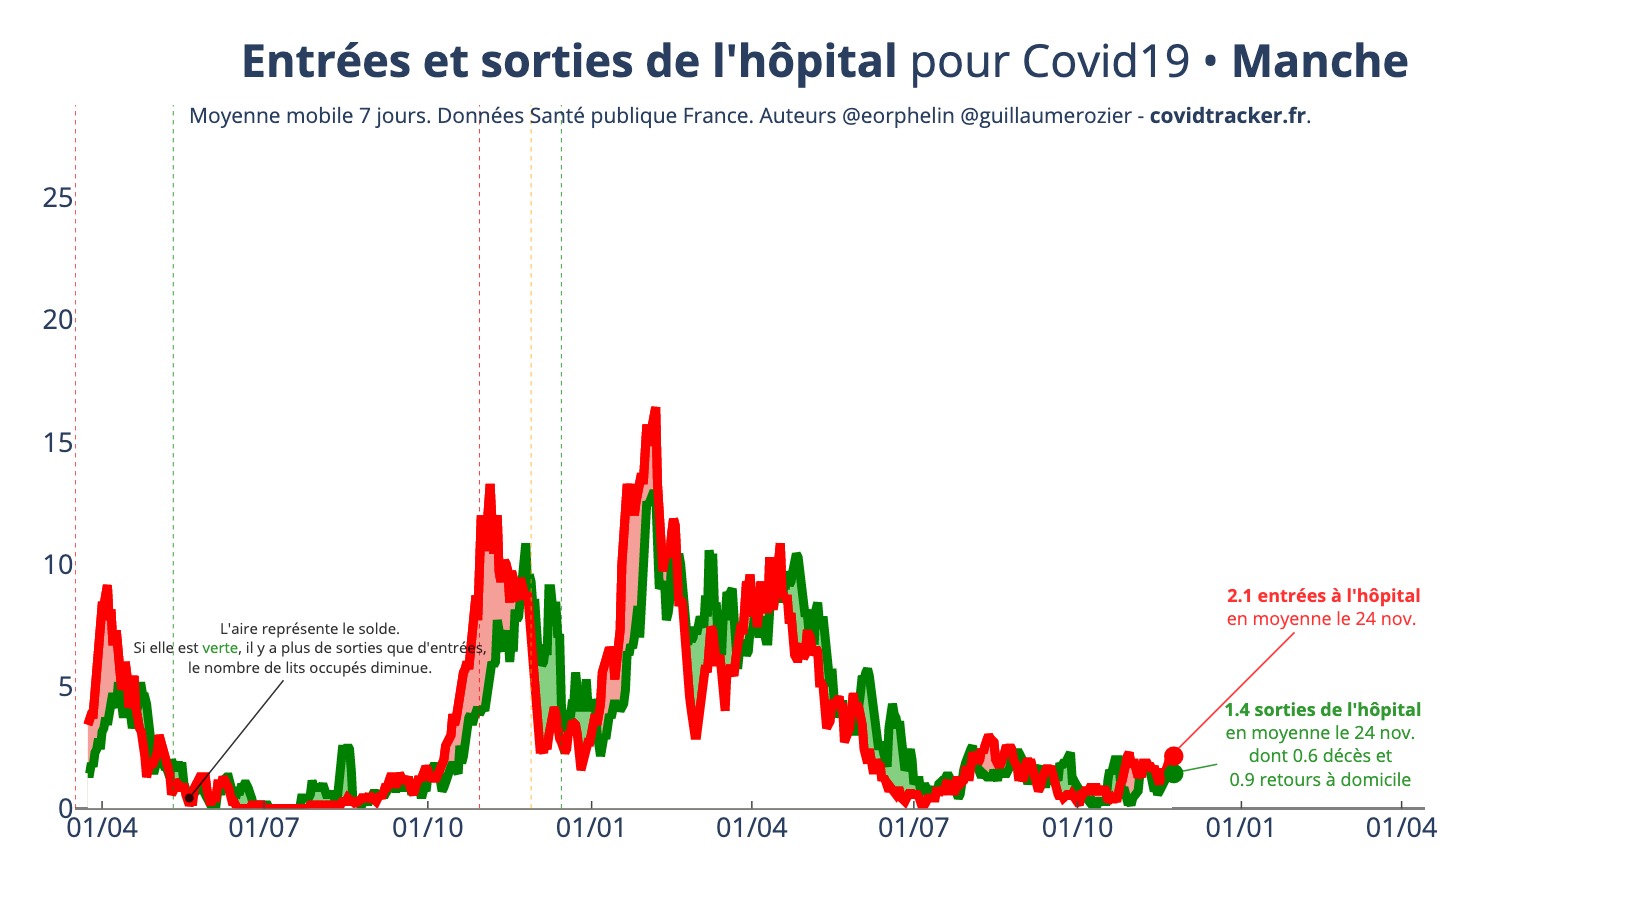 Entrées et sorties de l'hôpital pour Covid19 • Manche
Moyenne mobile 7 jours. Données Santé publique France. Auteurs @eorphelin @guillaumerozier - covidtracker.fr.
25
20
15
10
5
0
L'aire représente le solde.
Si elle est verte, il y a plus de sorties que d'entrées,
le nombre de lits occupés diminue.
2.1 entrées à l'hôpital
en moyenne le 24 nov.
1.4 sorties de l'hôpital
en moyenne le 24 nov.
dont 0.6 décès et
0.9 retours à domicile
01/04 01/07 01/10 01/01 01/04 01/07 01/10 01/01 01/04